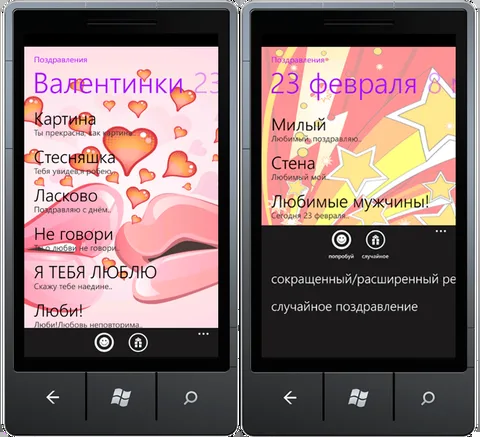 Поздравления
Валентинки 23
Картина
Ты прекрасна, как картина..
Стесняшка
Тебя увидев я робею..
Ласково
Поздравляю с днём..
Не говори
Ты о любви не говори..
Я ТЕБЯ ЛЮБЛЮ
Скажу тебе наедине..
Люби!
Люби!Любовь неповторима..
...
Поздравления
23 февраля 8
Милый
Любимый, поздравляю..
Стена
Любимый мой..
Любимые мужчины!
Сегодня 23 февраля..
...
попробуй случайное
сокращенный/расширенный ре
случайное поздравление